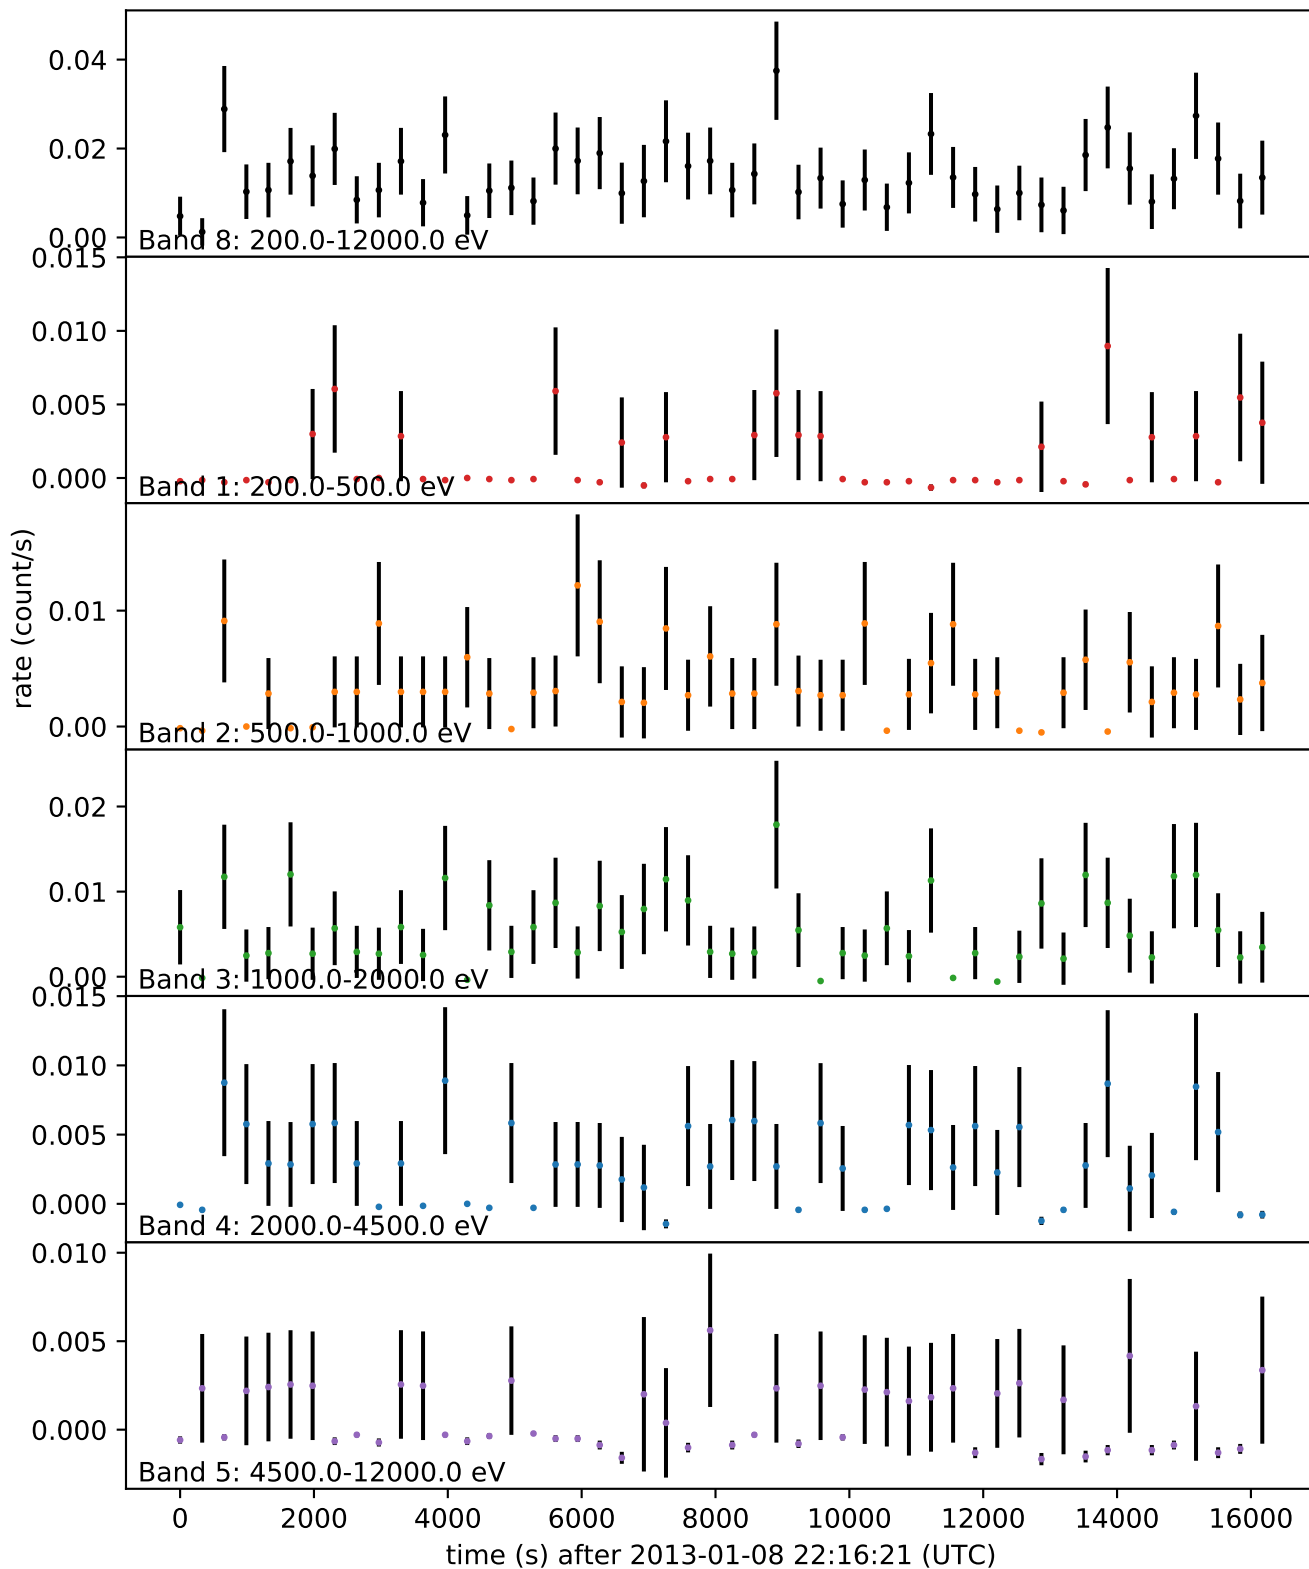 0.04
0.02
0.00
Band 8: 200.0-12000.0 eV
0.015
0.010
0.005
0.000
Band 1: 200.0-500.0 eV
rate (count/s)
0.01
0.00
Band 2: 500.0-1000.0 eV
0.02
0.01
0.00
Band 3: 1000.0-2000.0 eV
0.015
0.010
0.005
0.000
Band 4: 2000.0-4500.0 eV
0.010
0.005
0.000
Band 5: 4500.0-12000.0 eV
0 2000 4000 6000 8000 10000 12000 14000 16000
time (s) after 2013-01-08 22:16:21 (UTC)